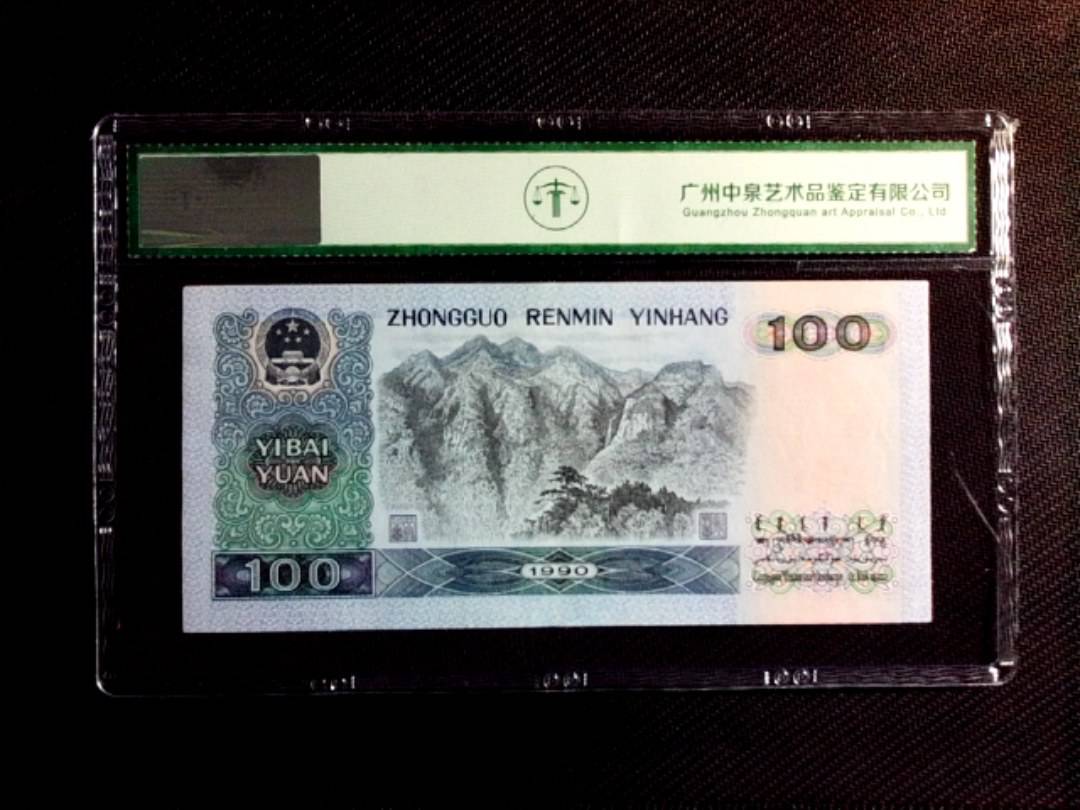 广州中泉艺术品鉴定有限公司
Guangzhou Zhongquan art Appraisal Co., Ltd.
ZHONGGUO RENMIN YINHANG
100
YIBAI
YUAN
100
1990